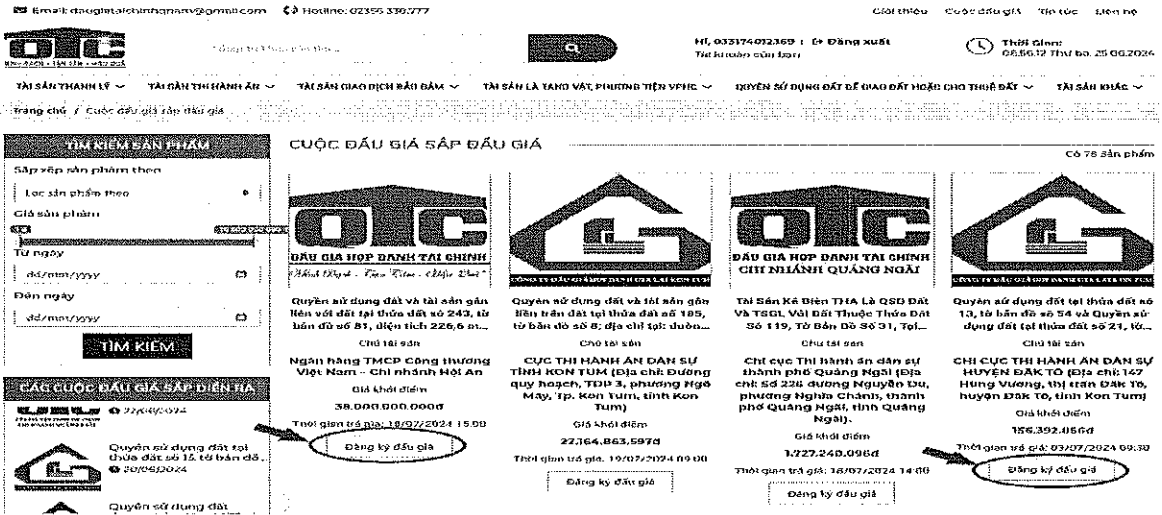 Email: daugiataichinhqnam@gmail.com
Hotline: 02355 330.777
Giới thiệu Cuộc đấu giá Tin tức Liên hệ
OTC
Hi, 033174012369 | Đăng xuất
Tài khoản của bạn
Thời Gian:
08:56:12 Thứ ba, 25.06.2024
TÀI SẢN THANH LÝ
TÀI SẢN THI HÀNH ÁN
TÀI SẢN GIAO DỊCH BẢO ĐẢM
TÀI SẢN LÀ TANG VẬT, PHƯƠNG TIỆN VPHC
QUYỀN SỬ DỤNG ĐẤT ĐỂ GIAO ĐẤT HOẶC CHO THUÊ ĐẤT
TÀI SẢN KHÁC
Trang chủ / Cuộc đấu giá sắp đấu giá
TÌM KIẾM SẢN PHẨM
Sắp xếp sản phẩm theo
Lọc sản phẩm theo
Giá sản phẩm
Từ ngày
dd/mm/yyyy
Đến ngày
dd/mm/yyyy
TÌM KIẾM
CÁC CUỘC ĐẤU GIÁ SẮP DIỄN RA
22/06/2024
Quyền sử dụng đất tại
thửa đất số 15, tờ bản đồ
20/06/2024
Quyền sử dụng đất
CUỘC ĐẤU GIÁ SẮP ĐẤU GIÁ
Có 78 sản phẩm
OTC
ĐẤU GIÁ HỢP DANH TÀI CHÍNH
Quyền sử dụng đất và tài sản gắn
liền với đất tại thửa đất số 243, tờ
bản đồ số 81, diện tích 226,6 m...
Chủ tài sản
Ngân hàng TMCP Công thương
Việt Nam - Chi nhánh Hội An
Giá khởi điểm
38.000.000.000đ
Thời gian trả giá: 18/07/2024 15:00
Đăng ký đấu giá
Quyền sử dụng đất và tài sản gắn
liền trên đất tại thửa đất số 185,
tờ bản đồ số 8; địa chỉ tại: đườn...
Chủ tài sản
CỤC THI HÀNH ÁN DÂN SỰ
TỈNH KON TUM (Địa chỉ: Đường
quy hoạch, TDP 3, phường Ngô
Mây, Tp. Kon Tum, tỉnh Kon
Tum)
Giá khởi điểm
22.164.863.597đ
Thời gian trả giá: 19/07/2024 09:00
Đăng ký đấu giá
OTC
ĐẤU GIÁ HỢP DANH TÀI CHÍNH
CHI NHÁNH QUẢNG NGÃI
Tài Sản Kê Biên THA Là QSD Đất
Và TSGL Với Đất Thuộc Thửa Đất
Số 119, Tờ Bản Đồ Số 31, Tại...
Chủ tài sản
Chi cục Thi hành án dân sự
thành phố Quảng Ngãi (Địa
chỉ: Số 226 đường Nguyễn Du,
phường Nghĩa Chánh, thành
phố Quảng Ngãi, tỉnh Quảng
Ngãi).
Giá khởi điểm
1.727.240.096đ
Thời gian trả giá: 18/07/2024 14:00
Đăng ký đấu giá
Quyền sử dụng đất tại thửa đất số
13, tờ bản đồ số 54 và Quyền sử
dụng đất tại thửa đất số 21, tờ...
Chủ tài sản
CHI CỤC THI HÀNH ÁN DÂN SỰ
HUYỆN ĐĂK TÔ (Địa chỉ: 147
Hùng Vương, thị trấn Đăk Tô,
huyện Đăk Tô, tỉnh Kon Tum)
Giá khởi điểm
156.392.056đ
Thời gian trả giá: 03/07/2024 09:30
Đăng ký đấu giá